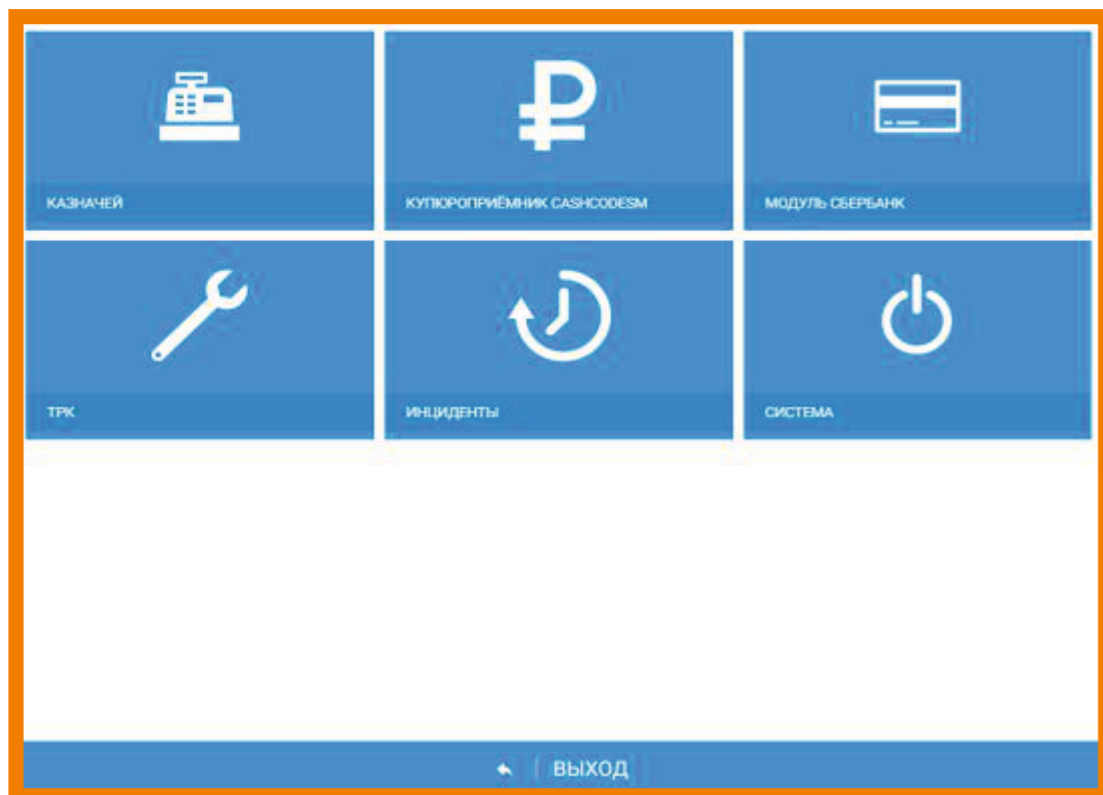 КАЗНАЧЕЙ
КУПЮРОПРИЁМНИК CASHCODESM
МОДУЛЬ СБЕРБАНК
ТРК
ИНЦИДЕНТЫ
СИСТЕМА
ВЫХОД